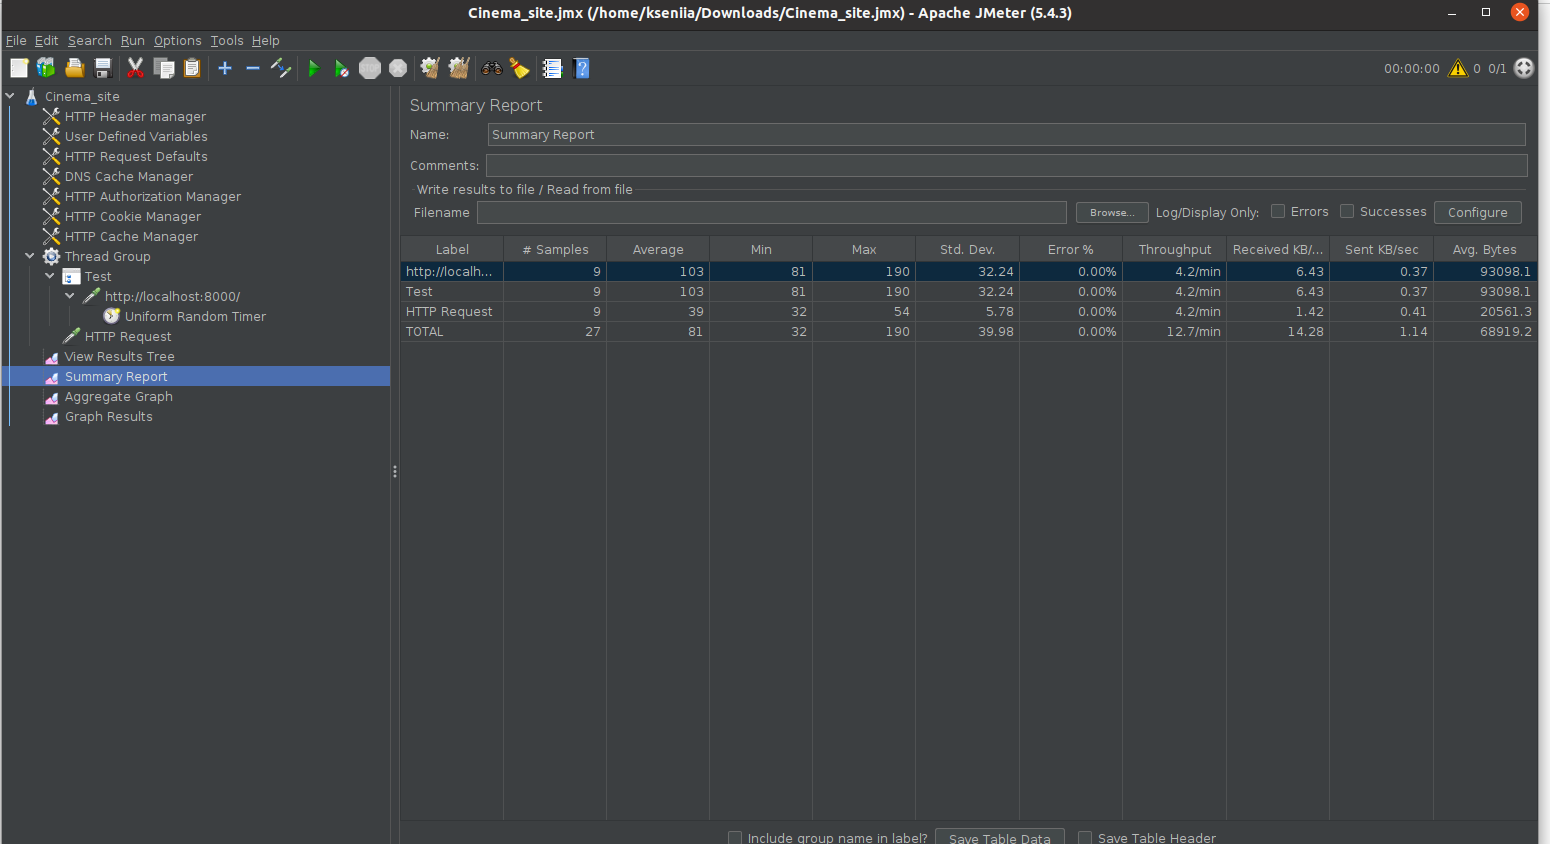 Cinema_site.jmx (/home/kseniia/Downloads/Cinema_site.jmx) - Apache JMeter (5.4.3)
File Edit Search Run Options Tools Help
STOP 00:00:00 0 0/1
Cinema_site
HTTP Header manager
User Defined Variables
HTTP Request Defaults
DNS Cache Manager
HTTP Authorization Manager
HTTP Cookie Manager
HTTP Cache Manager
Thread Group
Test
http://localhost:8000/
Uniform Random Timer
HTTP Request
View Results Tree
Summary Report
Aggregate Graph
Graph Results
Summary Report
Name: Summary Report
Comments:
Write results to file / Read from file
Filename Browse... Log/Display Only: Errors Successes Configure
Label # Samples Average Min Max Std. Dev. Error % Throughput Received KB/... Sent KB/sec Avg. Bytes
http://localh... 9 103 81 190 32.24 0.00% 4.2/min 6.43 0.37 93098.1
Test 9 103 81 190 32.24 0.00% 4.2/min 6.43 0.37 93098.1
HTTP Request 9 39 32 54 5.78 0.00% 4.2/min 1.42 0.41 20561.3
TOTAL 27 81 32 190 39.98 0.00% 12.7/min 14.28 1.14 68919.2
Include group name in label? Save Table Data Save Table Header